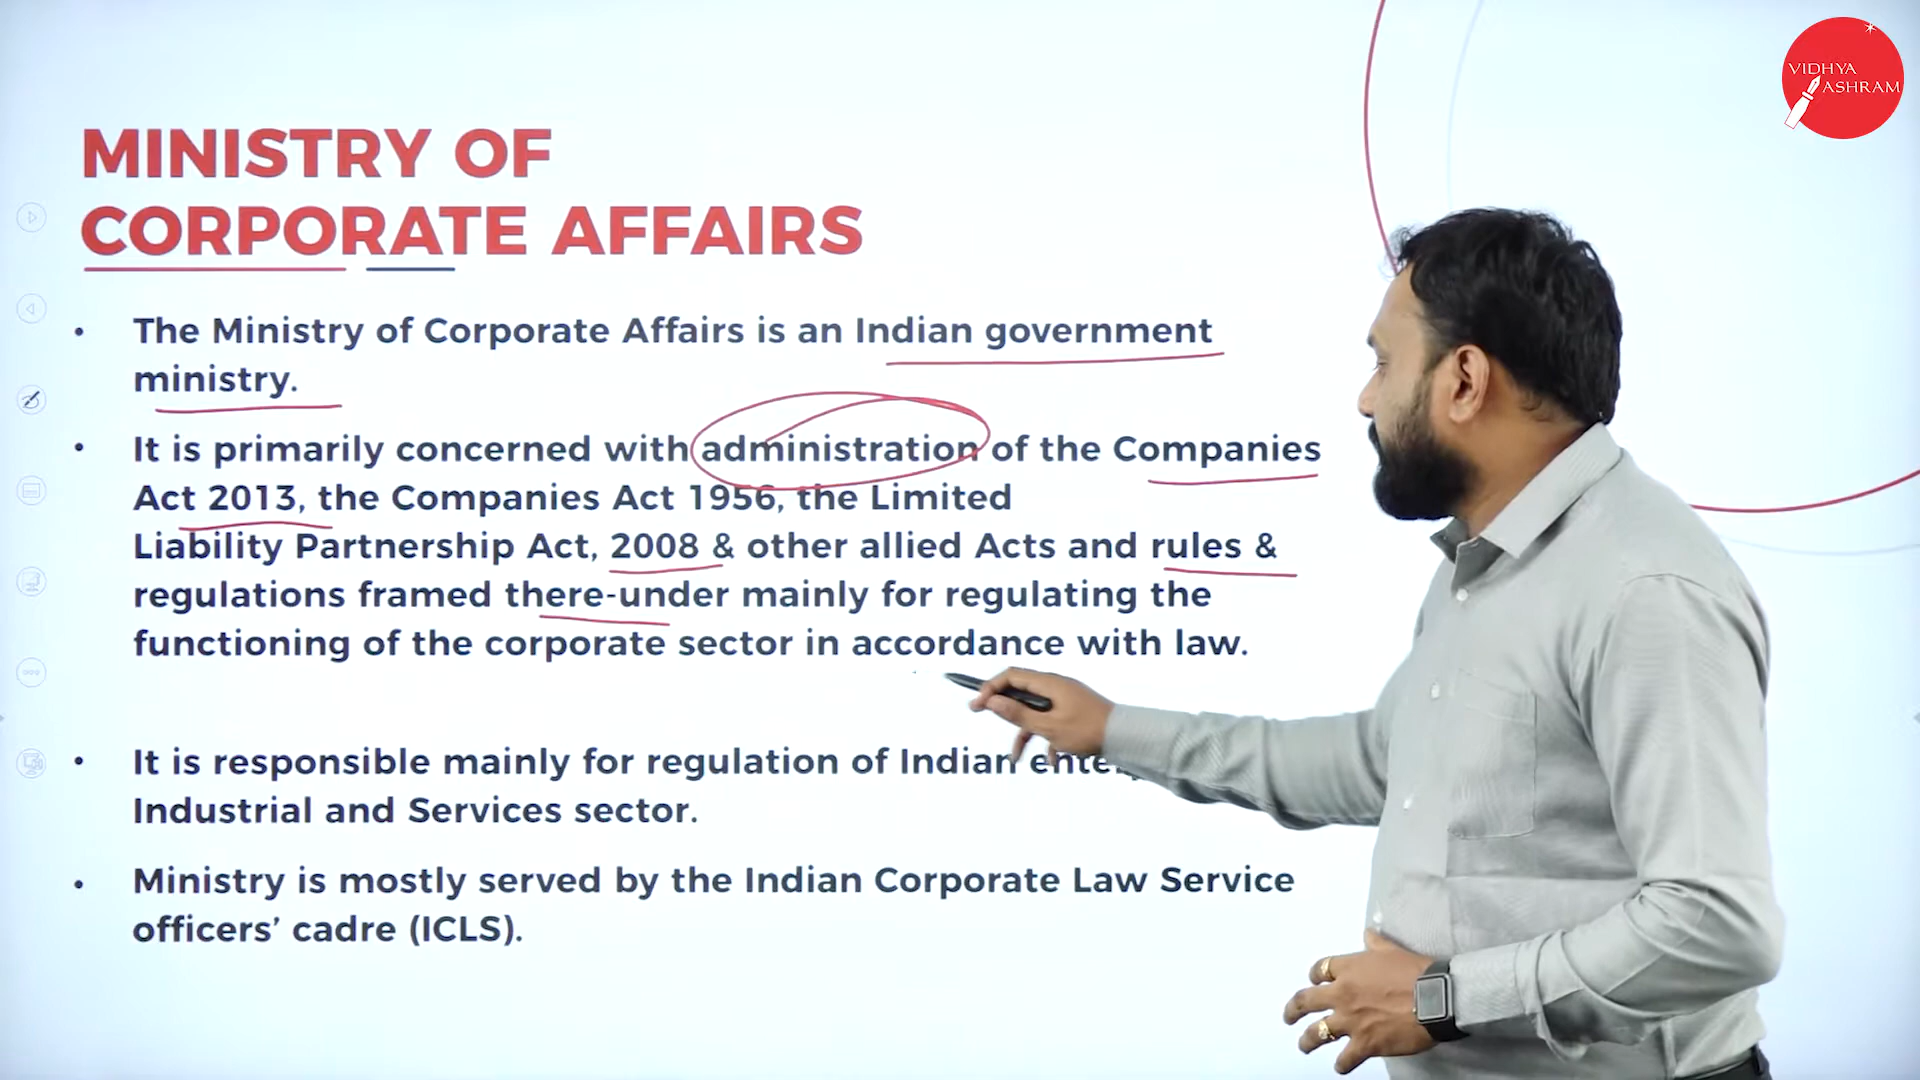 VIDHYA
ASHRAM
MINISTRY OF
CORPORATE AFFAIRS
• The Ministry of Corporate Affairs is an Indian government
ministry.
• It is primarily concerned with administration of the Companies
Act 2013, the Companies Act 1956, the Limited
Liability Partnership Act, 2008 & other allied Acts and rules &
regulations framed there-under mainly for regulating the
functioning of the corporate sector in accordance with law.
• It is responsible mainly for regulation of Indian
Industrial and Services sector.
• Ministry is mostly served by the Indian Corporate Law Service
officers’ cadre (ICLS).